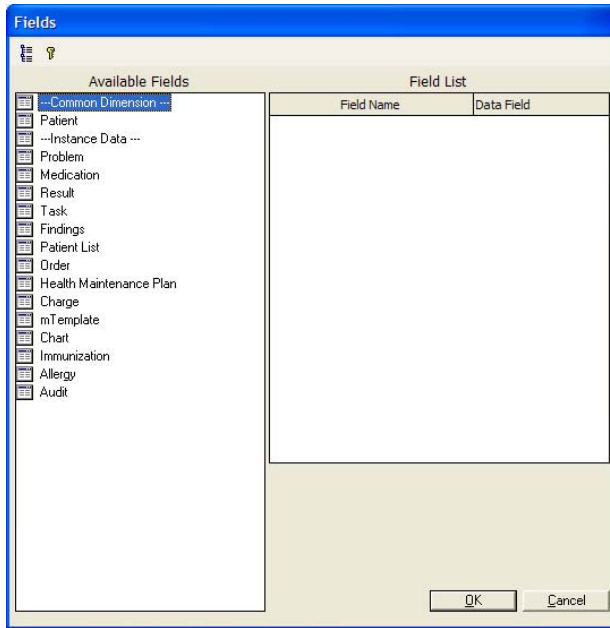 Fields
Available Fields
Field List
---Common Dimension ---
Patient
---Instance Data ---
Problem
Medication
Result
Task
Findings
Patient List
Order
Health Maintenance Plan
Charge
mTemplate
Chart
Immunization
Allergy
Audit
Field Name Data Field
OK Cancel